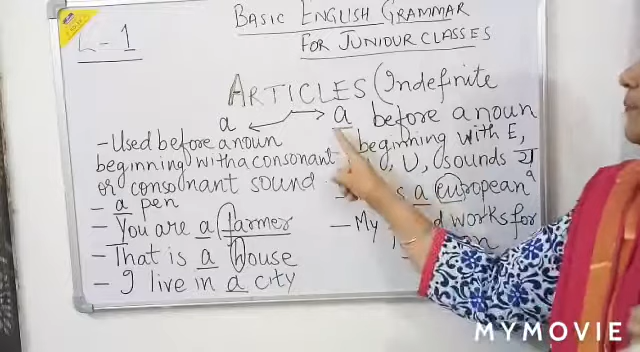 BASIC ENGLISH GRAMMAR
FOR JUNIOUR CLASSES
L-1
ARTICLES (Indefinite
a
- Used before a noun
beginning with a consonant
or consonant sound
- a pen
- You are a farmer
- That is a house
- I live in a city
a before a noun
beginning with E,
U, sounds य
a european
- My works for
MYMOVIE